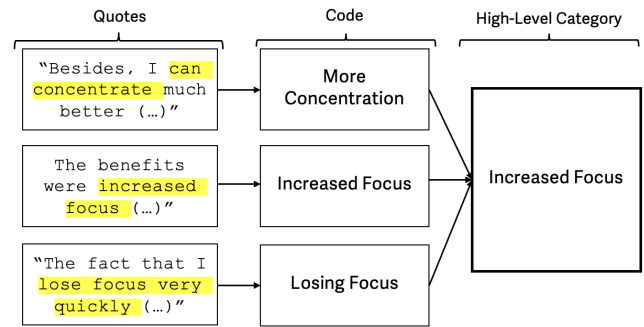 Quotes
Code
High-Level Category
“Besides, I can
concentrate much
better (…)”
More
Concentration
The benefits
were increased
focus (…)”
Increased Focus
Increased Focus
“The fact that I
lose focus very
quickly (…)”
Losing Focus